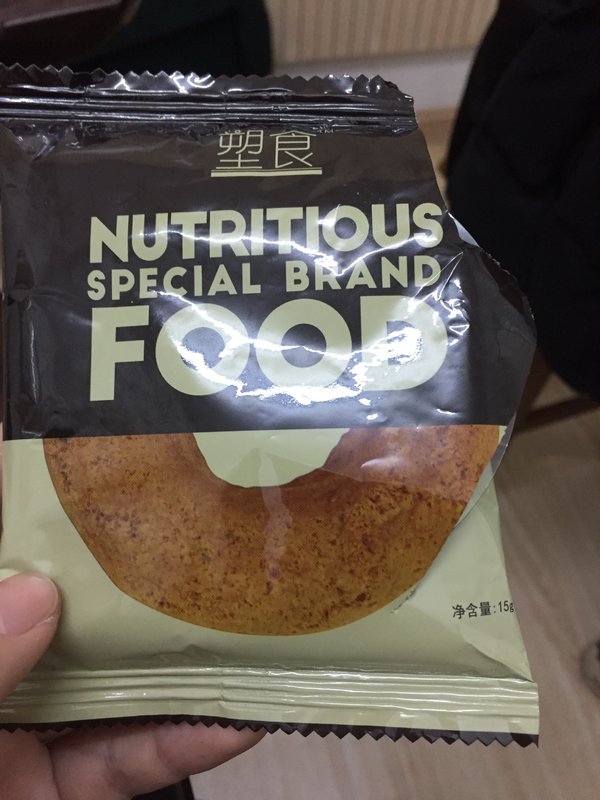 塑食
NUTRITIOUS
SPECIAL BRAND
FOOD
净含量:15g